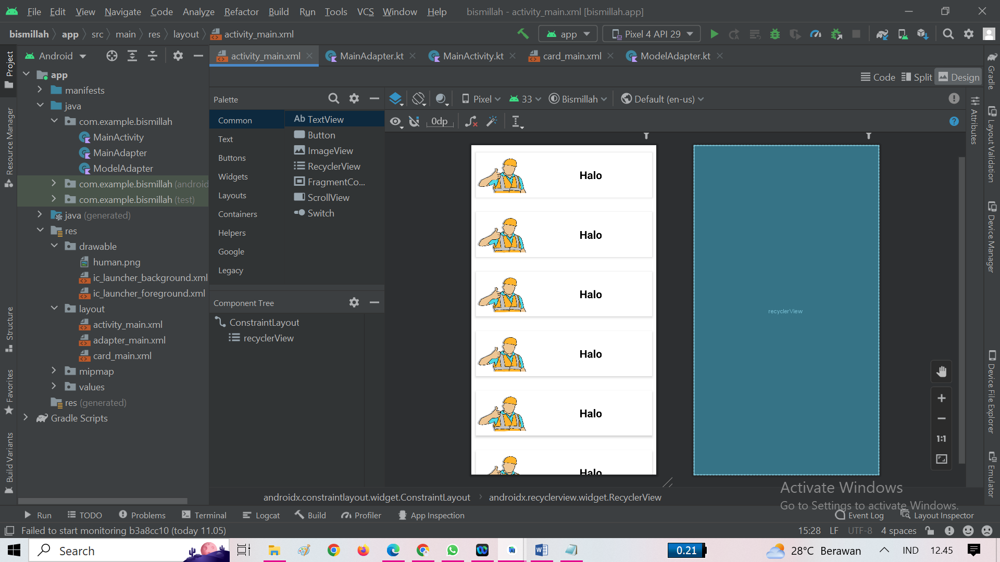 File Edit View Navigate Code Analyze Refactor Build Run Tools VCS Window Help bismillah - activity_main.xml [bismillah.app]
bismillah app src main res layout activity_main.xml app Pixel 4 API 29
Android activity_main.xml MainAdapter.kt MainActivity.kt card_main.xml ModelAdapter.kt
Code Split Design
Project
Resource Manager
Structure
Favorites
Build Variants
app
manifests
java
com.example.bismillah
MainActivity
MainAdapter
ModelAdapter
com.example.bismillah (android
com.example.bismillah (test)
java (generated)
res
drawable
human.png
ic_launcher_background.xml
ic_launcher_foreground.xml
layout
activity_main.xml
adapter_main.xml
card_main.xml
mipmap
values
res (generated)
Gradle Scripts
Palette
Common
Text
Buttons
Widgets
Layouts
Containers
Helpers
Google
Legacy
Ab TextView
Button
ImageView
RecyclerView
FragmentCo...
ScrollView
Switch
Component Tree
ConstraintLayout
recyclerView
Pixel 33 Bismillah Default (en-us)
0dp
Halo
Halo
Halo
Halo
Halo
Halo
recyclerView
1:1
Attributes
Gradle
Layout Validation
Device Manager
Device File Explorer
Emulator
androidx.constraintlayout.widget.ConstraintLayout androidx.recyclerview.widget.RecyclerView
Activate Windows
Go to Settings to activate Windows.
Run TODO Problems Terminal Logcat Build Profiler App Inspection Event Log Layout Inspector
Failed to start monitoring b3a8cc10 (today 11.05) 15:28 LF UTF-8 4 spaces
Search 0.21 28°C Berawan IND 12.45